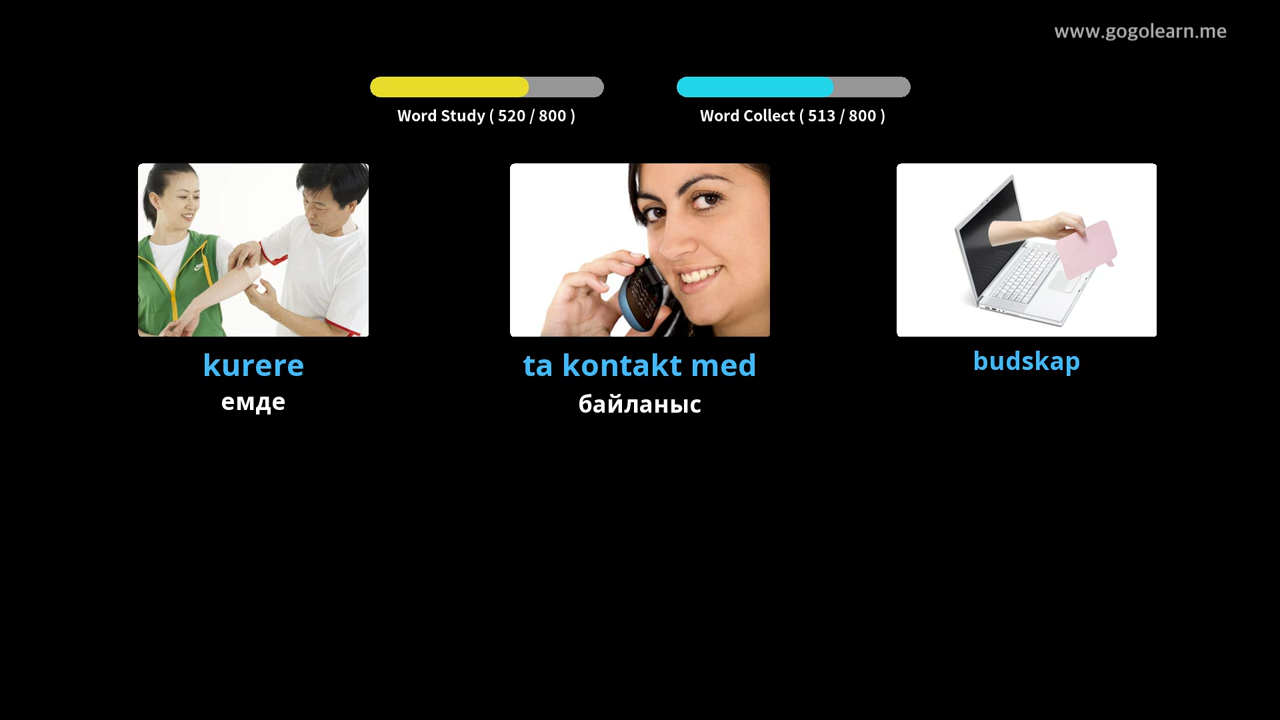 www.gogolearn.me
Word Study ( 520 / 800 )
Word Collect ( 513 / 800 )
kurere
емде
ta kontakt med
байланыс
budskap